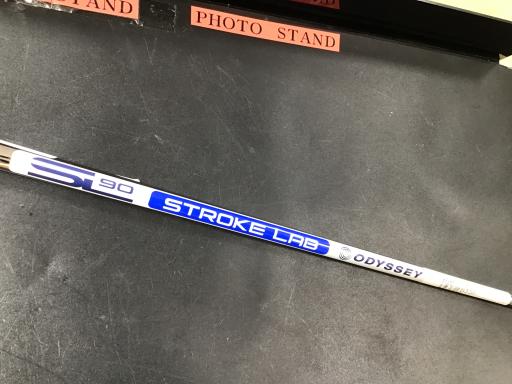 STAND
PHOTO STAND
SL 90 STROKE LAB ODYSSEY